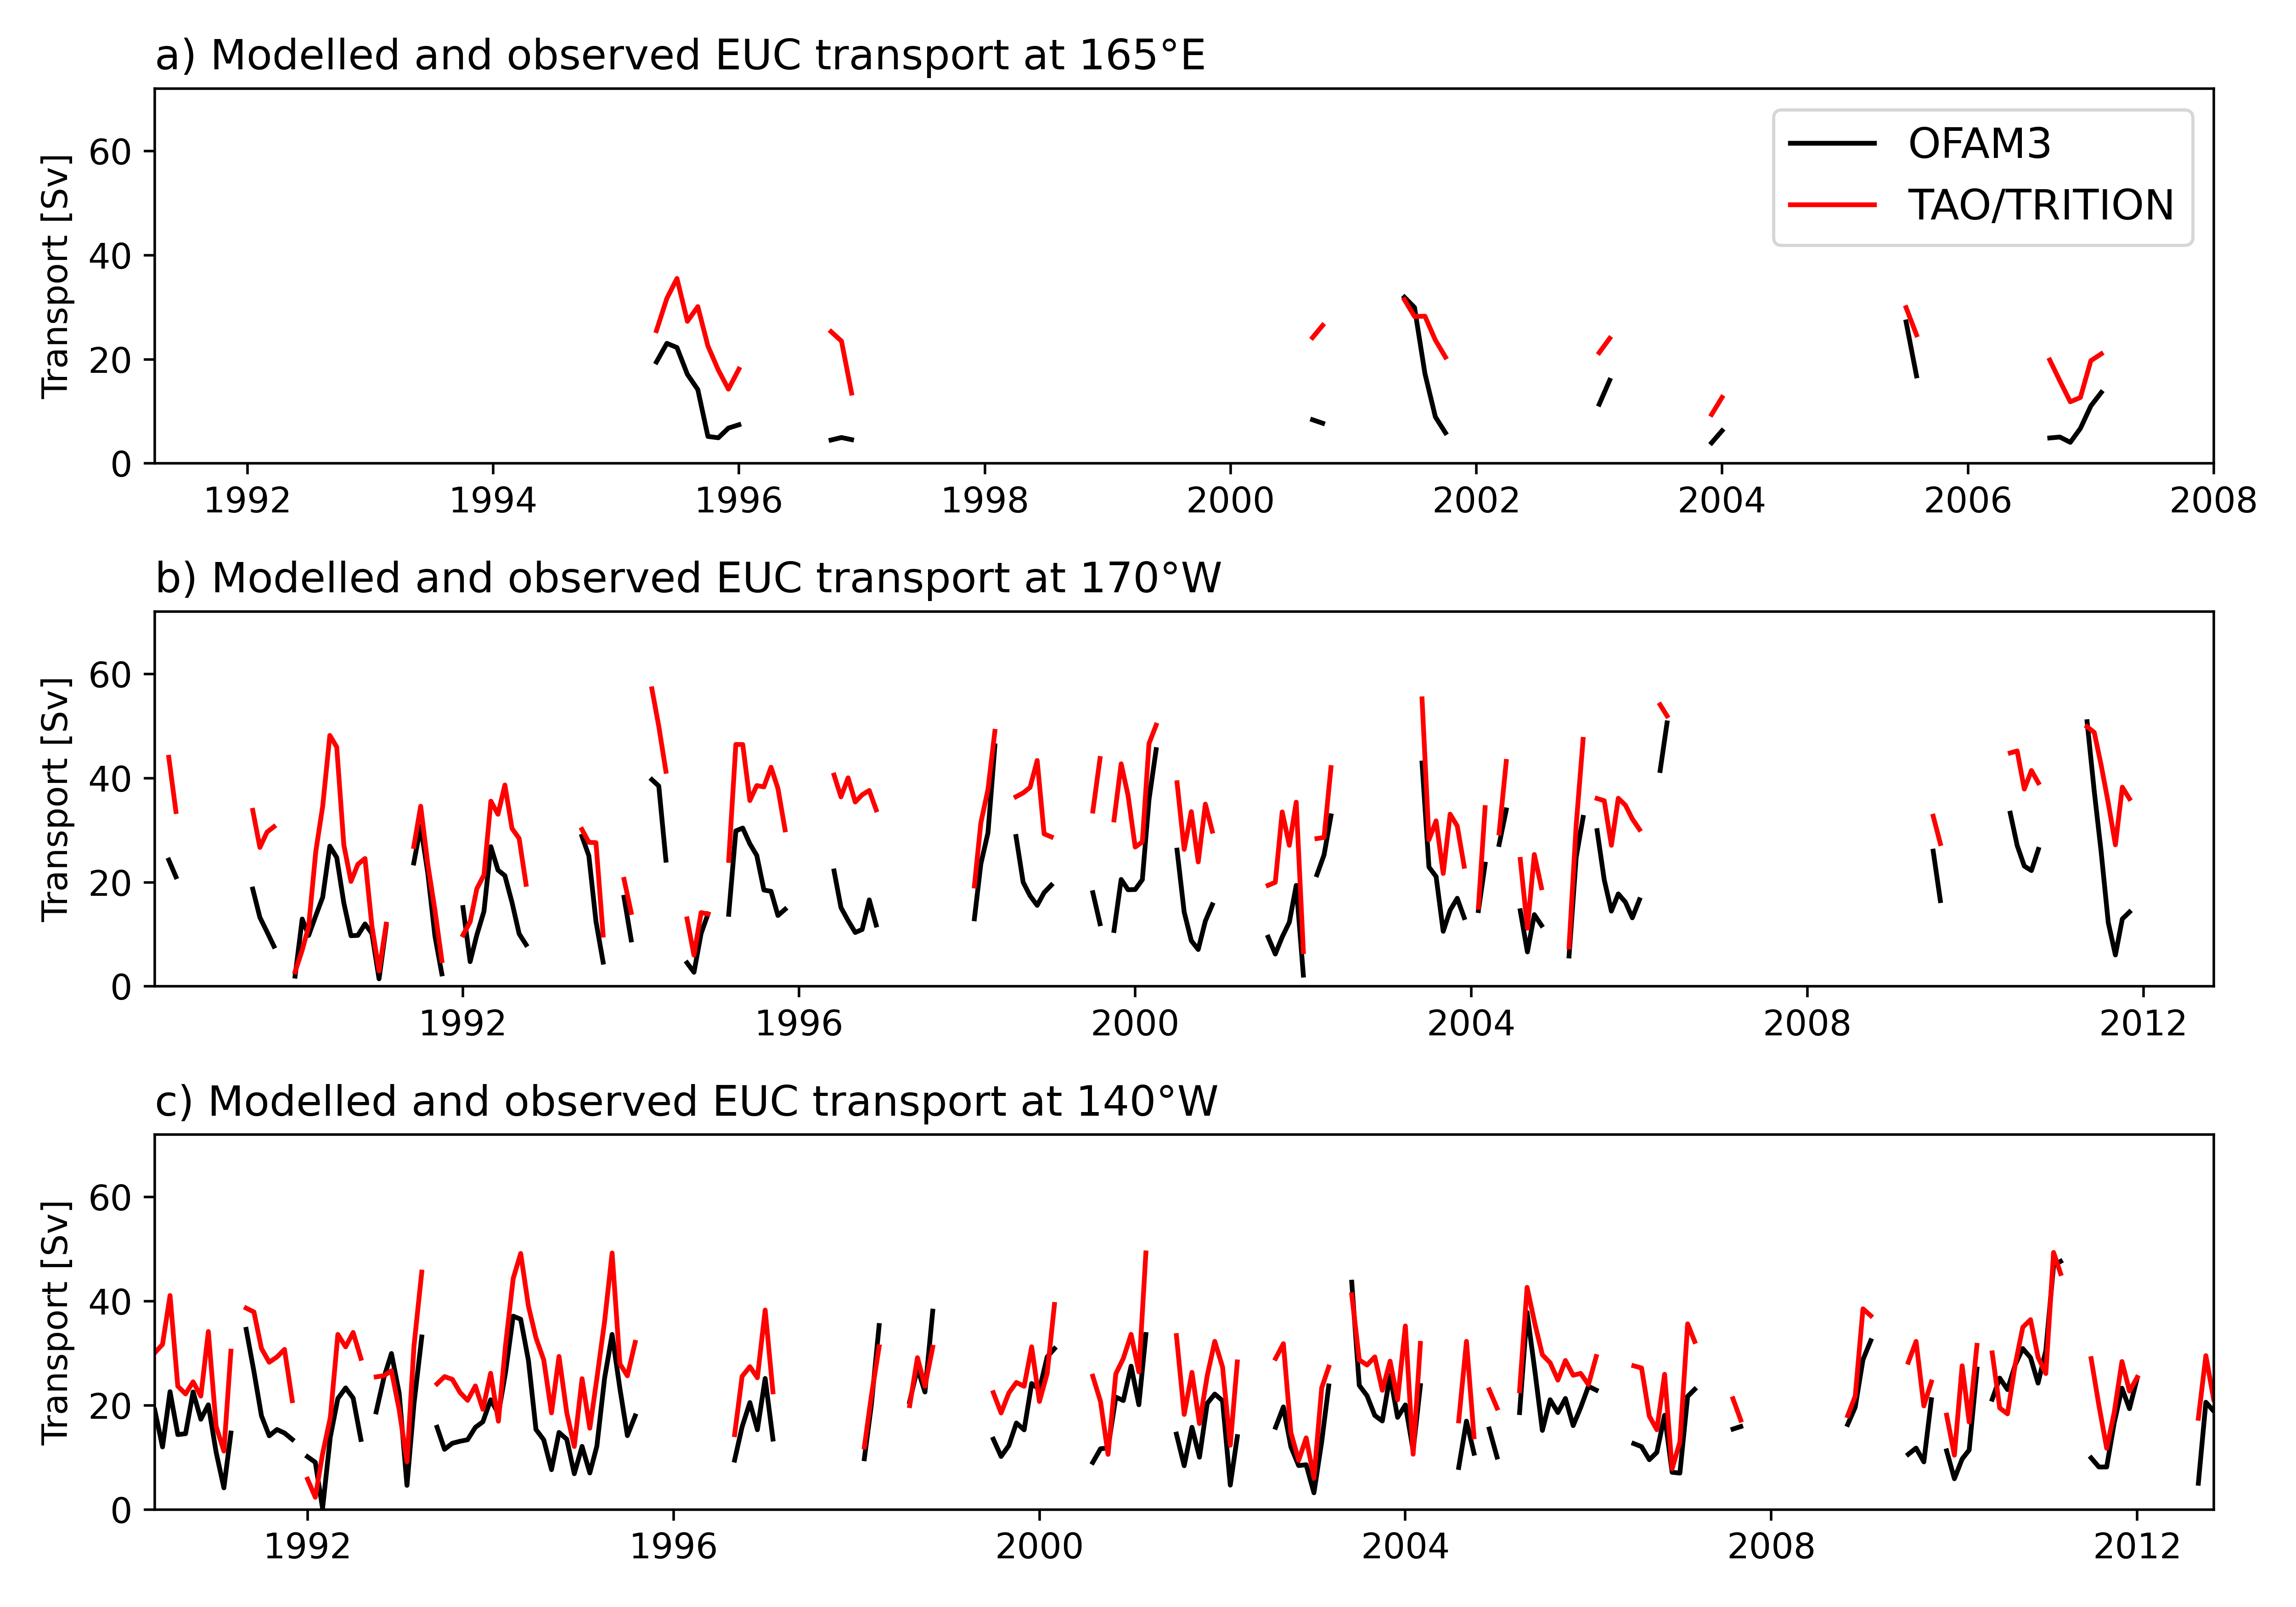 a) Modelled and observed EUC transport at 165°E
Transport [Sv]
60
40
20
0
OFAM3
TAO/TRITION
1992 1994 1996 1998 2000 2002 2004 2006 2008
b) Modelled and observed EUC transport at 170°W
Transport [Sv]
60
40
20
0
1992 1996 2000 2004 2008 2012
c) Modelled and observed EUC transport at 140°W
Transport [Sv]
60
40
20
0
1992 1996 2000 2004 2008 2012